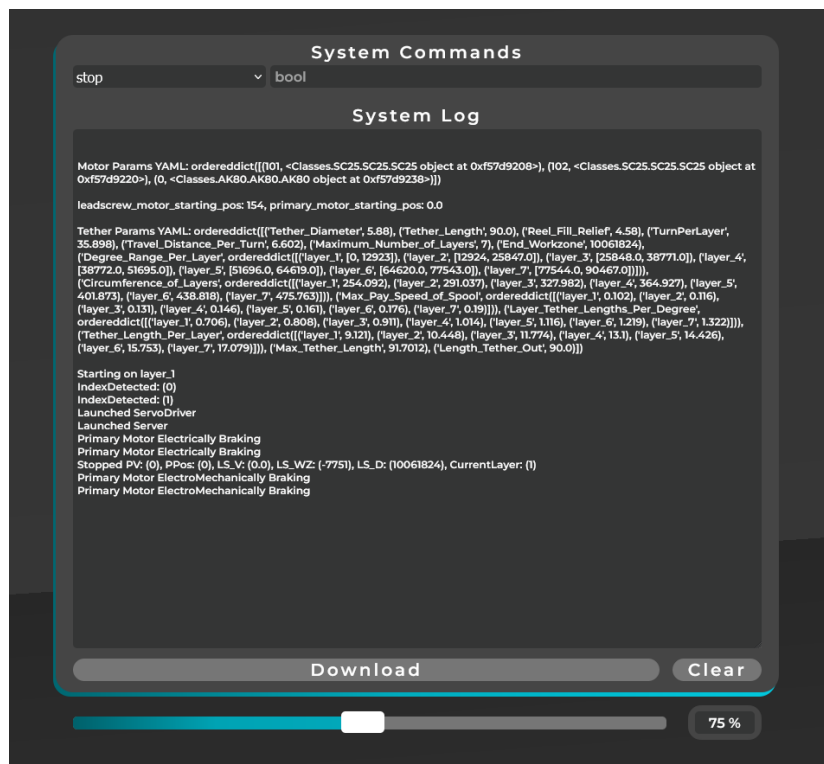 System Commands
stop bool
System Log
Motor Params YAML: ordereddict([(101, <Classes.SC25.SC25.SC25 object at 0xf57d9208>), (102, <Classes.SC25.SC25.SC25 object at
0xf57d9220>), (0, <Classes.AK80.AK80.AK80 object at 0xf57d9238>)])
leadscrew_motor_starting_pos: 154, primary_motor_starting_pos: 0.0
Tether Params YAML: ordereddict([('Tether_Diameter', 5.88), ('Tether_Length', 90.0), ('Reel_Fill_Relief', 4.58), ('TurnPerLayer',
35.898), ('Travel_Distance_Per_Turn', 6.602), ('Maximum_Number_of_Layers', 7), ('End_Workzone', 10061824),
('Degree_Range_Per_Layer', ordereddict([('layer_1', [0, 12923]), ('layer_2', [12924, 25847.0]), ('layer_3', [25848.0, 38771.0]), ('layer_4',
[38772.0, 51695.0]), ('layer_5', [51696.0, 64619.0]), ('layer_6', [64620.0, 77543.0]), ('layer_7', [77544.0, 90467.0])])),
('Circumference_of_Layers', ordereddict([('layer_1', 254.092), ('layer_2', 291.037), ('layer_3', 327.982), ('layer_4', 364.927), ('layer_5',
401.873), ('layer_6', 438.818), ('layer_7', 475.763)])), ('Max_Pay_Speed_of_Spool', ordereddict([('layer_1', 0.102), ('layer_2', 0.116),
('layer_3', 0.131), ('layer_4', 0.146), ('layer_5', 0.161), ('layer_6', 0.176), ('layer_7', 0.19)])), ('Layer_Tether_Lengths_Per_Degree',
ordereddict([('layer_1', 0.706), ('layer_2', 0.808), ('layer_3', 0.911), ('layer_4', 1.014), ('layer_5', 1.116), ('layer_6', 1.219), ('layer_7', 1.322)])),
('Tether_Length_Per_Layer', ordereddict([('layer_1', 9.121), ('layer_2', 10.448), ('layer_3', 11.774), ('layer_4', 13.1), ('layer_5', 14.426),
('layer_6', 15.753), ('layer_7', 17.079)])), ('Max_Tether_Length', 91.7012), ('Length_Tether_Out', 90.0)])
Starting on layer_1
IndexDetected: (0)
IndexDetected: (1)
Launched ServoDriver
Launched Server
Primary Motor Electrically Braking
Primary Motor Electrically Braking
Stopped PV: (0), PPos: (0), LS_V: (0.0), LS_WZ: (-7751), LS_D: (10061824), CurrentLayer: (1)
Primary Motor ElectroMechanically Braking
Primary Motor ElectroMechanically Braking
Download Clear
75 %